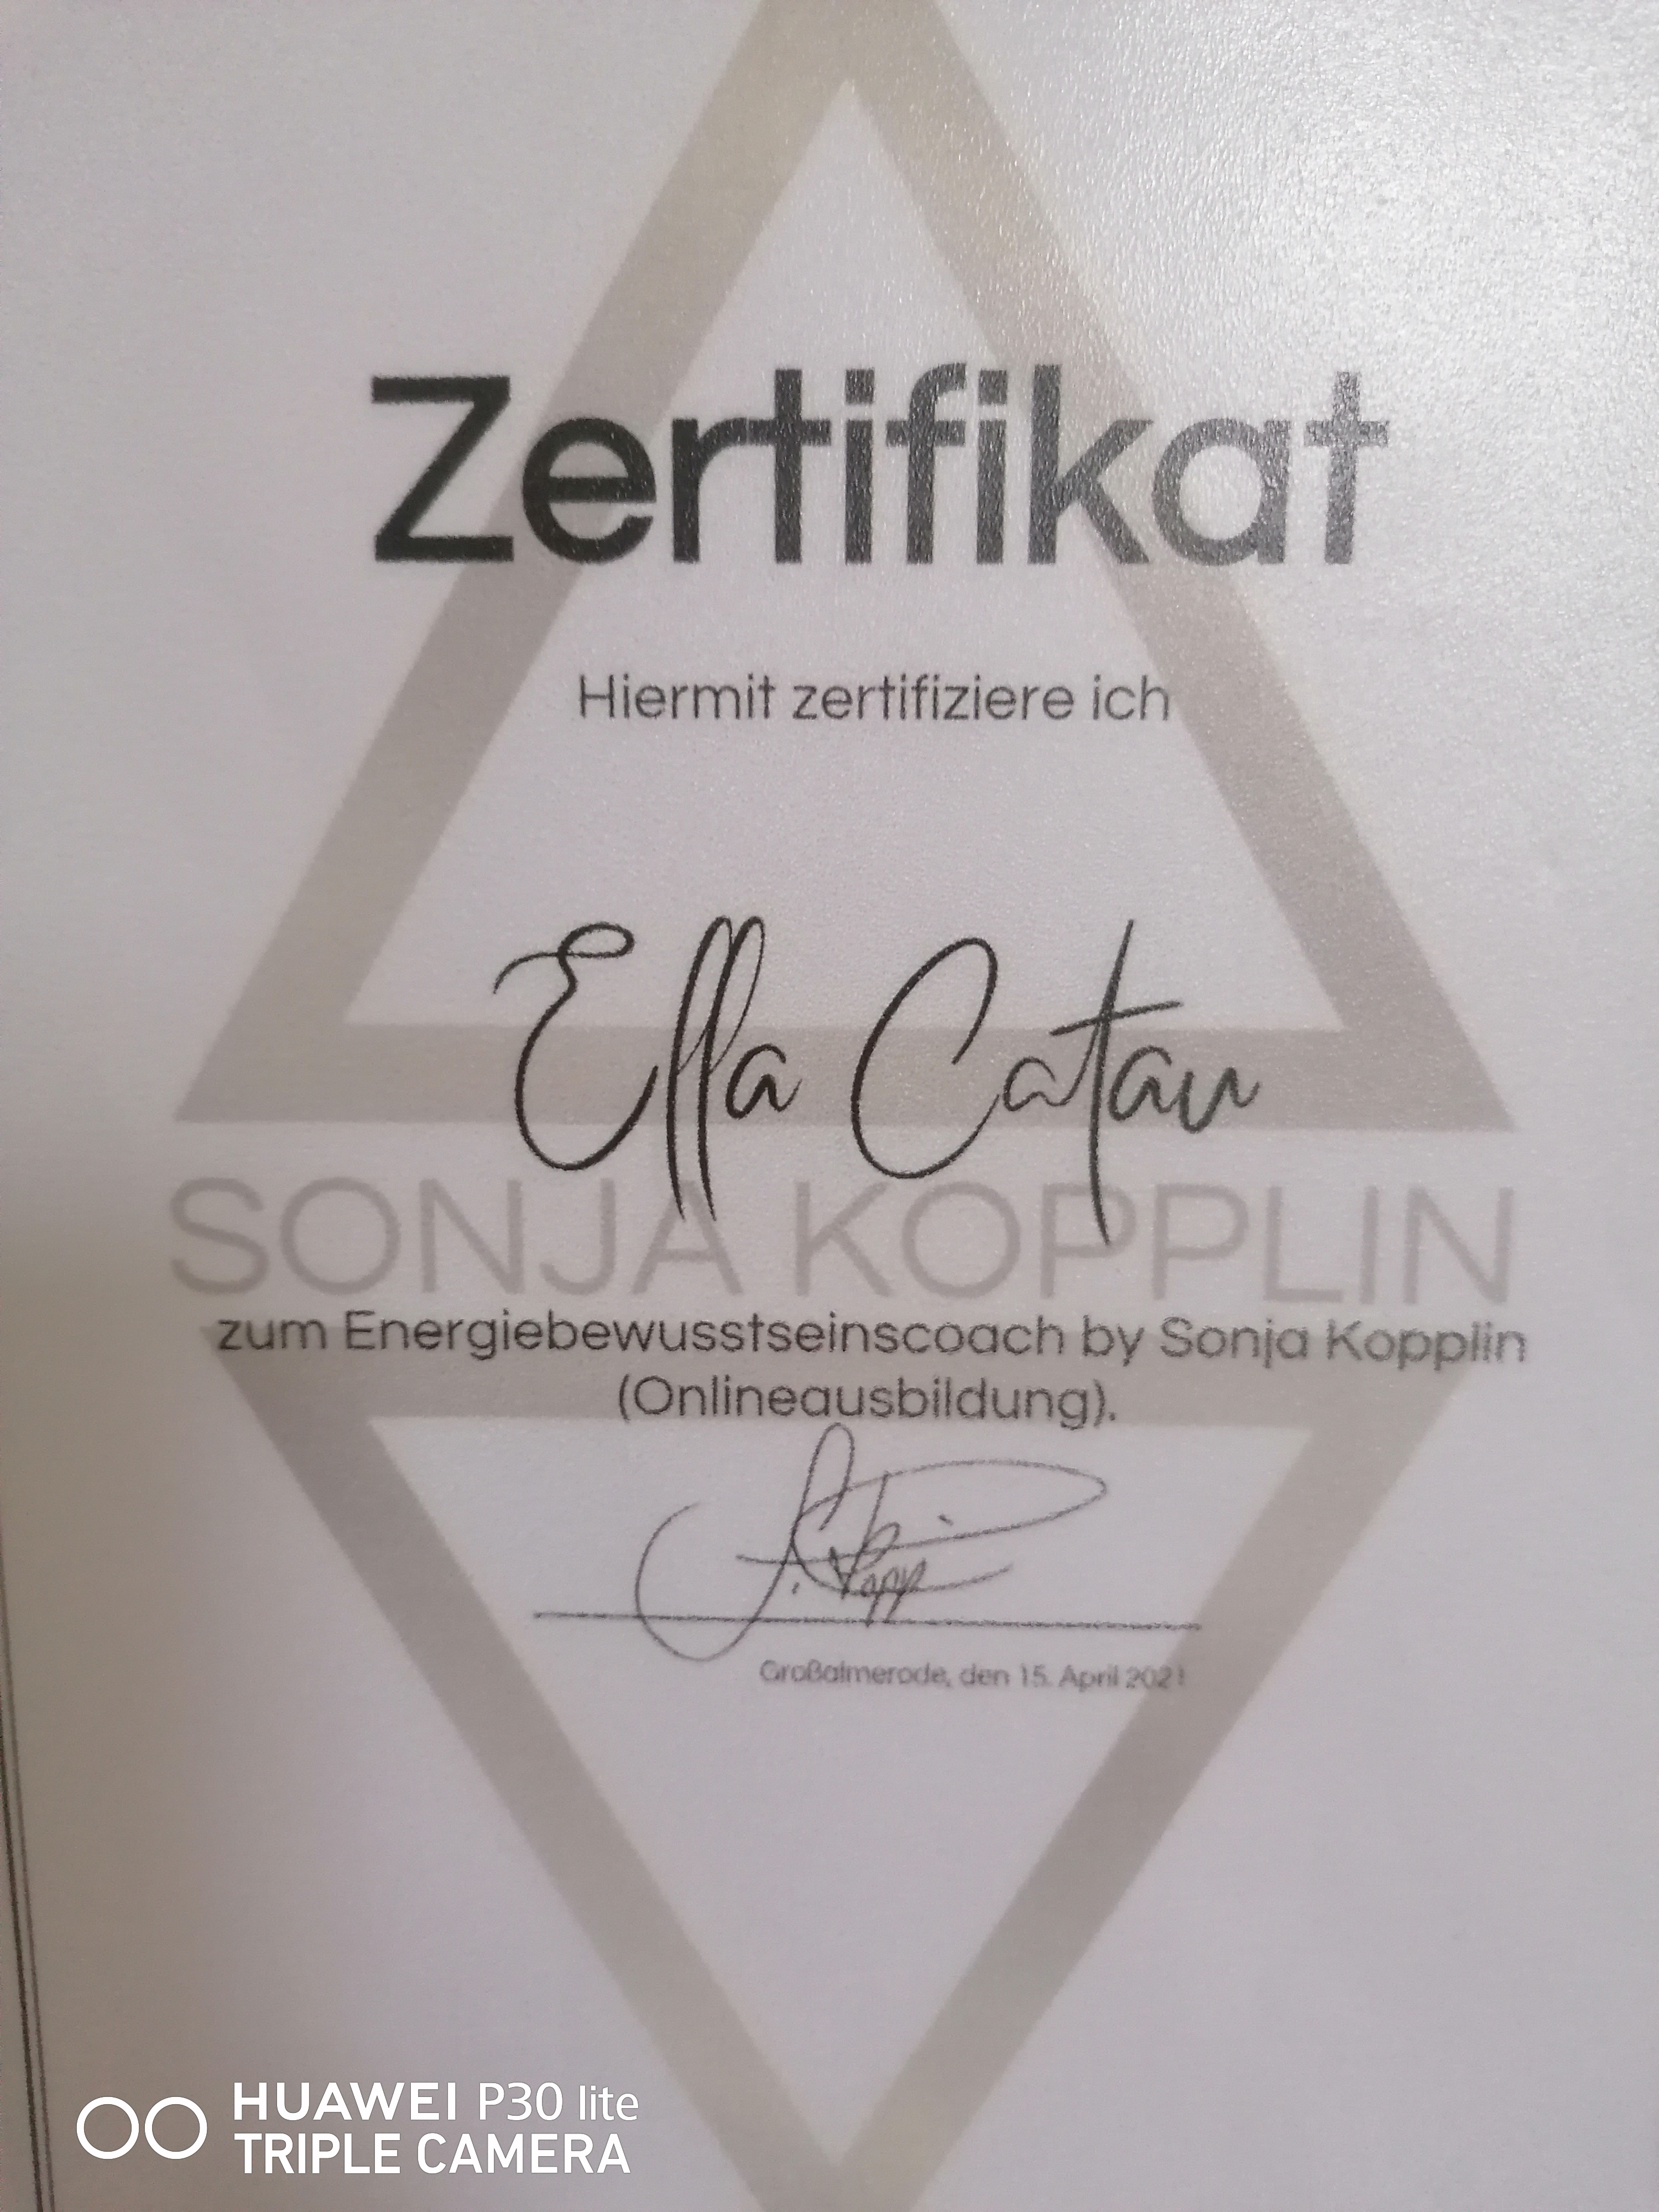 Zertifikat
Hiermit zertifiziere ich
Ella Catau
SONJA KOPPLIN
zum Energiebewusstseinscoach by Sonja Kopplin
(Onlineausbildung).
Großalmerode, den 15. April 2021
HUAWEI P30 lite
TRIPLE CAMERA